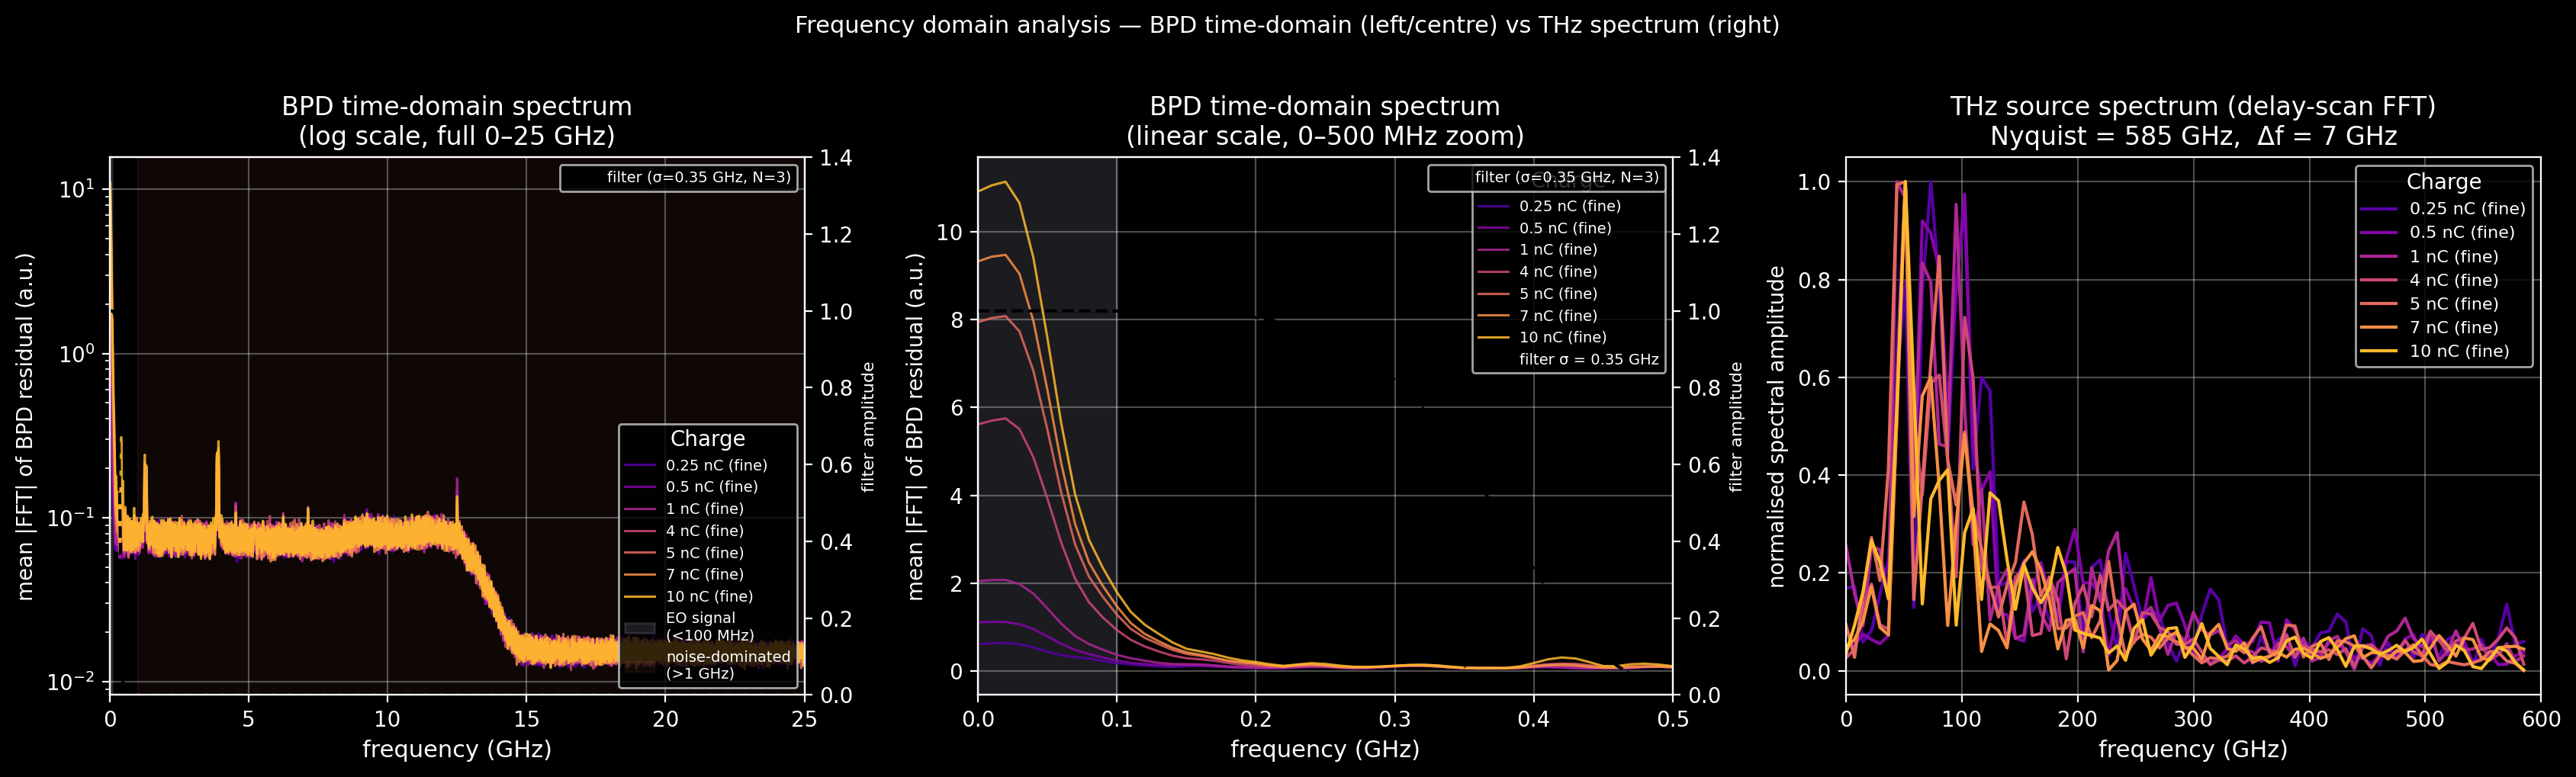 Frequency domain analysis — BPD time-domain (left/centre) vs THz spectrum (right)
BPD time-domain spectrum
(log scale, full 0–25 GHz)
mean |FFT| of BPD residual (a.u.)
10¹
10⁰
10⁻¹
10⁻²
0
5
10
15
20
25
frequency (GHz)
1.4
1.2
1.0
0.8
0.6
0.4
0.2
0.0
filter amplitude
filter (σ=0.35 GHz, N=3)
Charge
0.25 nC (fine)
0.5 nC (fine)
1 nC (fine)
4 nC (fine)
5 nC (fine)
7 nC (fine)
10 nC (fine)
EO signal
(<100 MHz)
noise-dominated
(>1 GHz)
BPD time-domain spectrum
(linear scale, 0–500 MHz zoom)
mean |FFT| of BPD residual (a.u.)
10
8
6
4
2
0
0.0
0.1
0.2
0.3
0.4
0.5
frequency (GHz)
1.4
1.2
1.0
0.8
0.6
0.4
0.2
0.0
filter amplitude
filter (σ=0.35 GHz, N=3)
Charge
0.25 nC (fine)
0.5 nC (fine)
1 nC (fine)
4 nC (fine)
5 nC (fine)
7 nC (fine)
10 nC (fine)
filter σ = 0.35 GHz
THz source spectrum (delay-scan FFT)
Nyquist = 585 GHz,  Δf = 7 GHz
normalised spectral amplitude
1.0
0.8
0.6
0.4
0.2
0.0
0
100
200
300
400
500
600
frequency (GHz)
Charge
0.25 nC (fine)
0.5 nC (fine)
1 nC (fine)
4 nC (fine)
5 nC (fine)
7 nC (fine)
10 nC (fine)